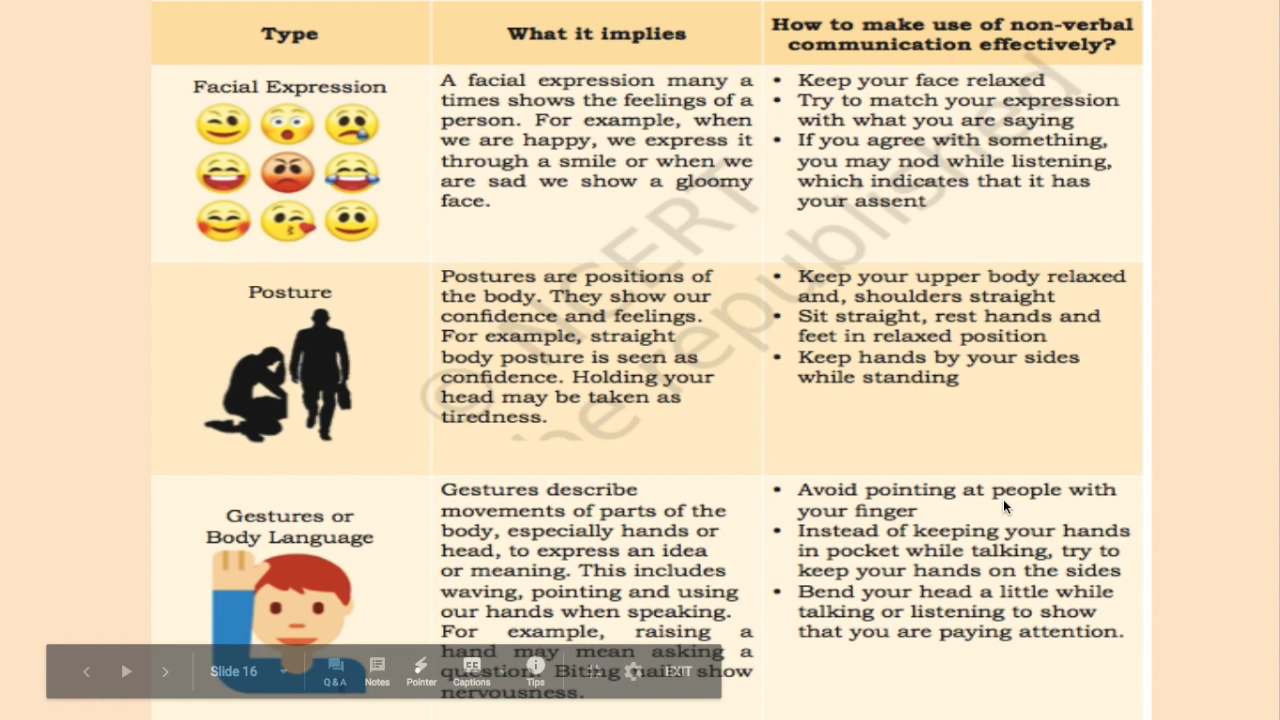 Type
What it implies
How to make use of non-verbal
communication effectively?
Facial Expression
A facial expression many a
times shows the feelings of a
person. For example, when
we are happy, we express it
through a smile or when we
are sad we show a gloomy
face.
• Keep your face relaxed
• Try to match your expression
with what you are saying
• If you agree with something,
you may nod while listening,
which indicates that it has
your assent
Posture
Postures are positions of
the body. They show our
confidence and feelings.
For example, straight
body posture is seen as
confidence. Holding your
head may be taken as
tiredness.
• Keep your upper body relaxed
and, shoulders straight
• Sit straight, rest hands and
feet in relaxed position
• Keep hands by your sides
while standing
Gestures or
Body Language
Gestures describe
movements of parts of the
body, especially hands or
head, to express an idea
or meaning. This includes
waving, pointing and using
our hands when speaking.
For example, raising a
hand may mean asking a
question. Biting nails show
nervousness.
• Avoid pointing at people with
your finger
• Instead of keeping your hands
in pocket while talking, try to
keep your hands on the sides
• Bend your head a little while
talking or listening to show
that you are paying attention.
© NCERT
be republished
Slide 16
Q & A
Notes
Pointer
Captions
Tips
EXIT